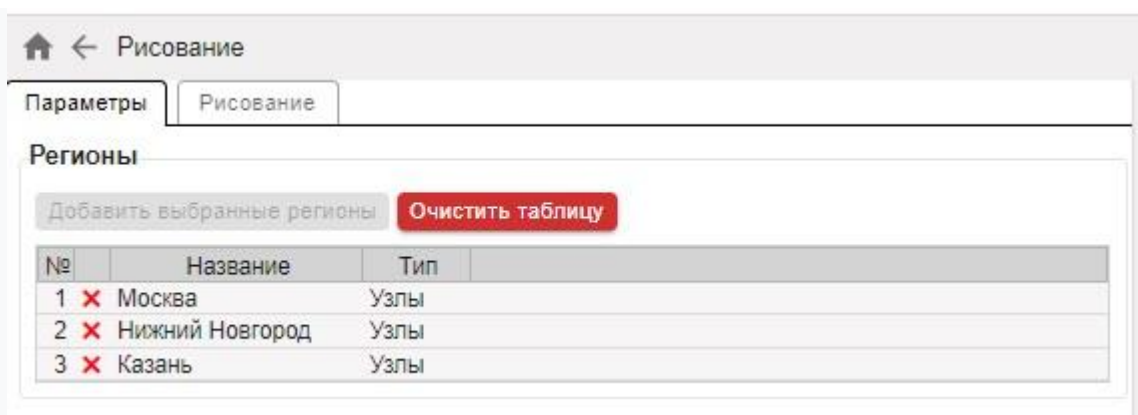 Рисование
Параметры Рисование
Регионы
Добавить выбранные регионы Очистить таблицу
№ Название Тип
1 Москва Узлы
2 Нижний Новгород Узлы
3 Казань Узлы